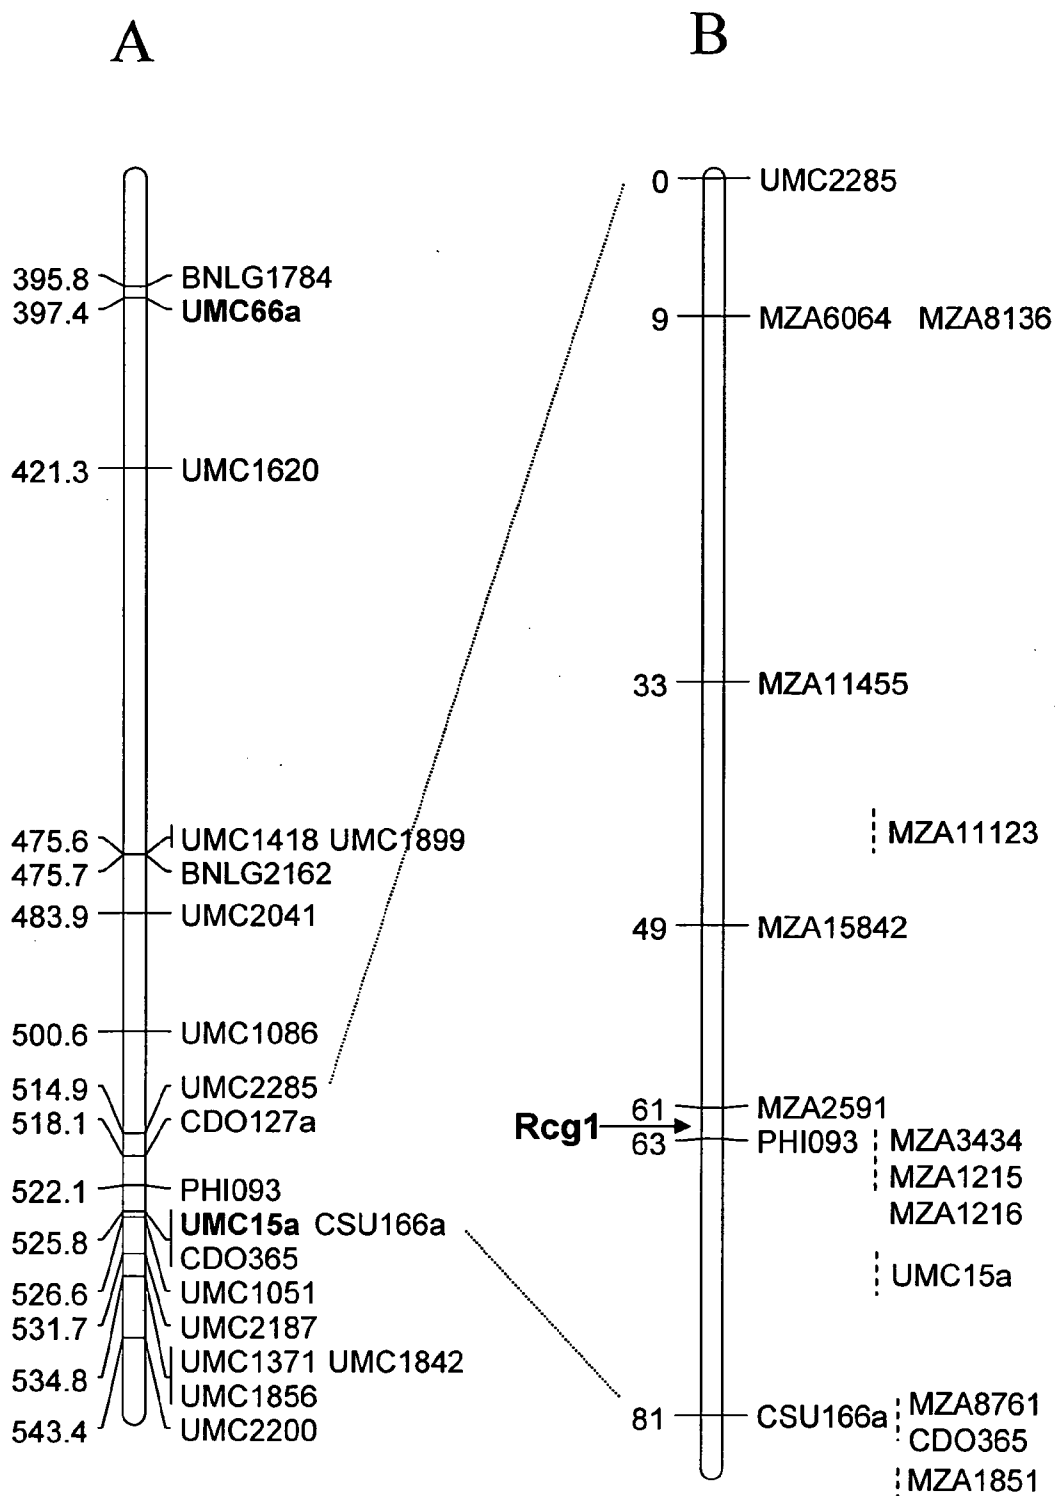 A
395.8 BNLG1784
397.4 UMC66a
421.3 UMC1620
475.6 UMC1418 UMC1899
475.7 BNLG2162
483.9 UMC2041
500.6 UMC1086
514.9 UMC2285
518.1 CDO127a
522.1 PHI093
525.8 UMC15a CSU166a
CDO365
526.6 UMC1051
531.7 UMC2187
534.8 UMC1371 UMC1842
UMC1856
543.4 UMC2200
B
0 UMC2285
9 MZA6064 MZA8136
33 MZA11455
MZA11123
49 MZA15842
61 MZA2591
Rcg1
63 PHI093 MZA3434
MZA1215
MZA1216
UMC15a
81 CSU166a MZA8761
CDO365
MZA1851